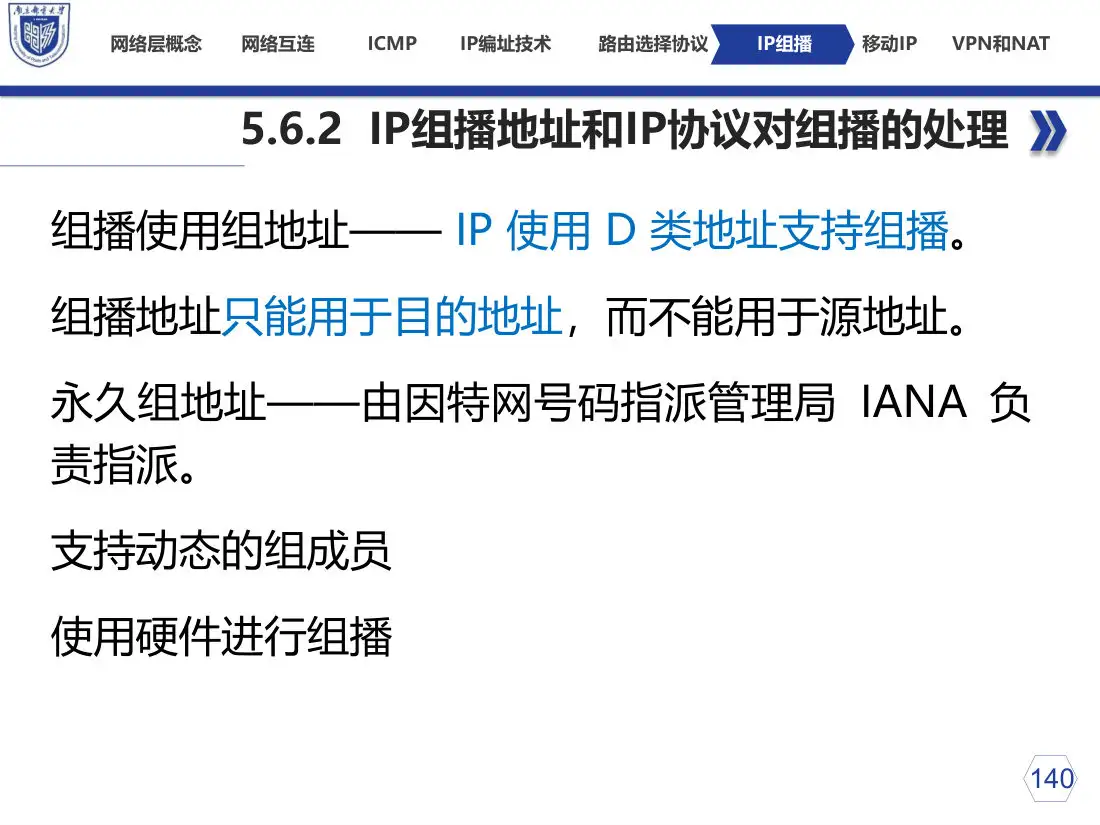 南京邮电大学
网络层概念 网络互连 ICMP IP编址技术 路由选择协议 IP组播 移动IP VPN和NAT
5.6.2 IP组播地址和IP协议对组播的处理
组播使用组地址—— IP 使用 D 类地址支持组播。
组播地址只能用于目的地址，而不能用于源地址。
永久组地址——由因特网号码指派管理局 IANA 负
责指派。
支持动态的组成员
使用硬件进行组播
140